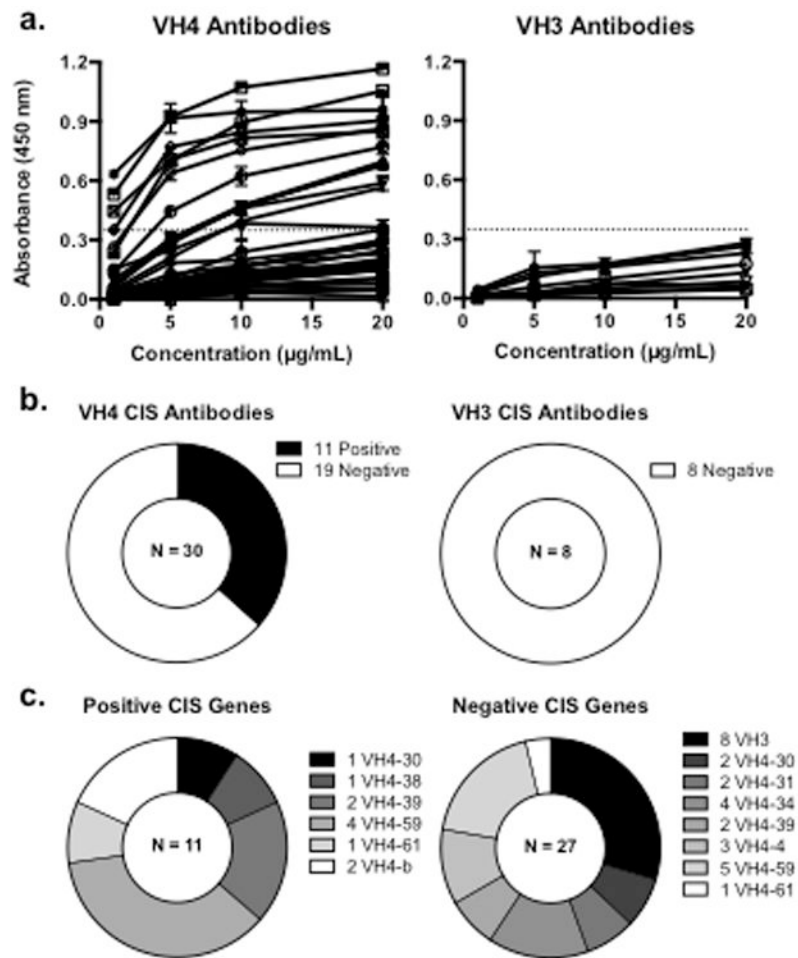 a.
VH4 Antibodies
VH3 Antibodies
Absorbance (450 nm)
1.2
0.9
0.6
0.3
0.0
0
5
10
15
20
Concentration (µg/mL)
1.2
0.9
0.6
0.3
0.0
0
5
10
15
20
Concentration (µg/mL)
b.
VH4 CIS Antibodies
11 Positive
19 Negative
N = 30
VH3 CIS Antibodies
8 Negative
N = 8
c.
Positive CIS Genes
1 VH4-30
1 VH4-38
2 VH4-39
4 VH4-59
1 VH4-61
2 VH4-b
N = 11
Negative CIS Genes
8 VH3
2 VH4-30
2 VH4-31
4 VH4-34
2 VH4-39
3 VH4-4
5 VH4-59
1 VH4-61
N = 27